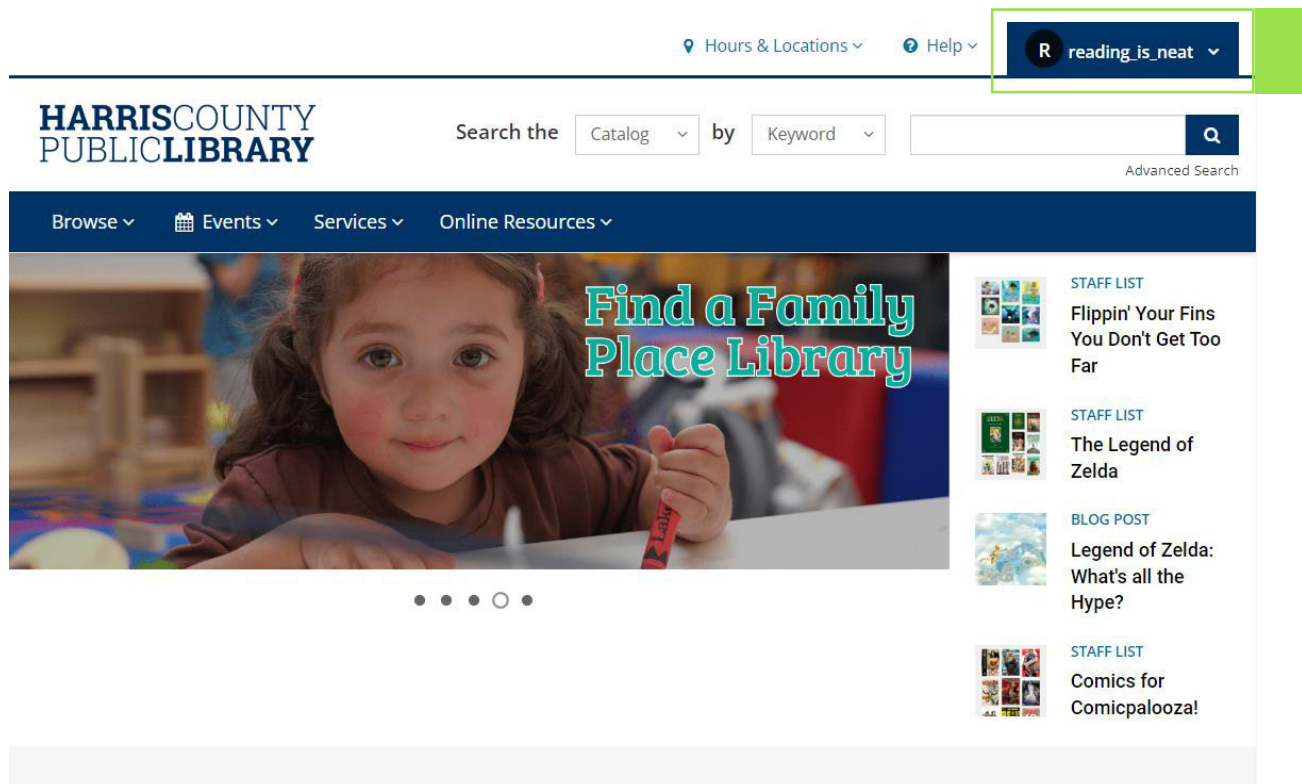 Hours & Locations
Help
R reading_is_neat
HARRISCOUNTY
PUBLICLIBRARY
Search the Catalog by Keyword
Advanced Search
Browse
Events
Services
Online Resources
Find a Family
Place Library
STAFF LIST
Flippin' Your Fins
You Don't Get Too
Far
STAFF LIST
The Legend of
Zelda
BLOG POST
Legend of Zelda:
What's all the
Hype?
STAFF LIST
Comics for
Comicpalooza!